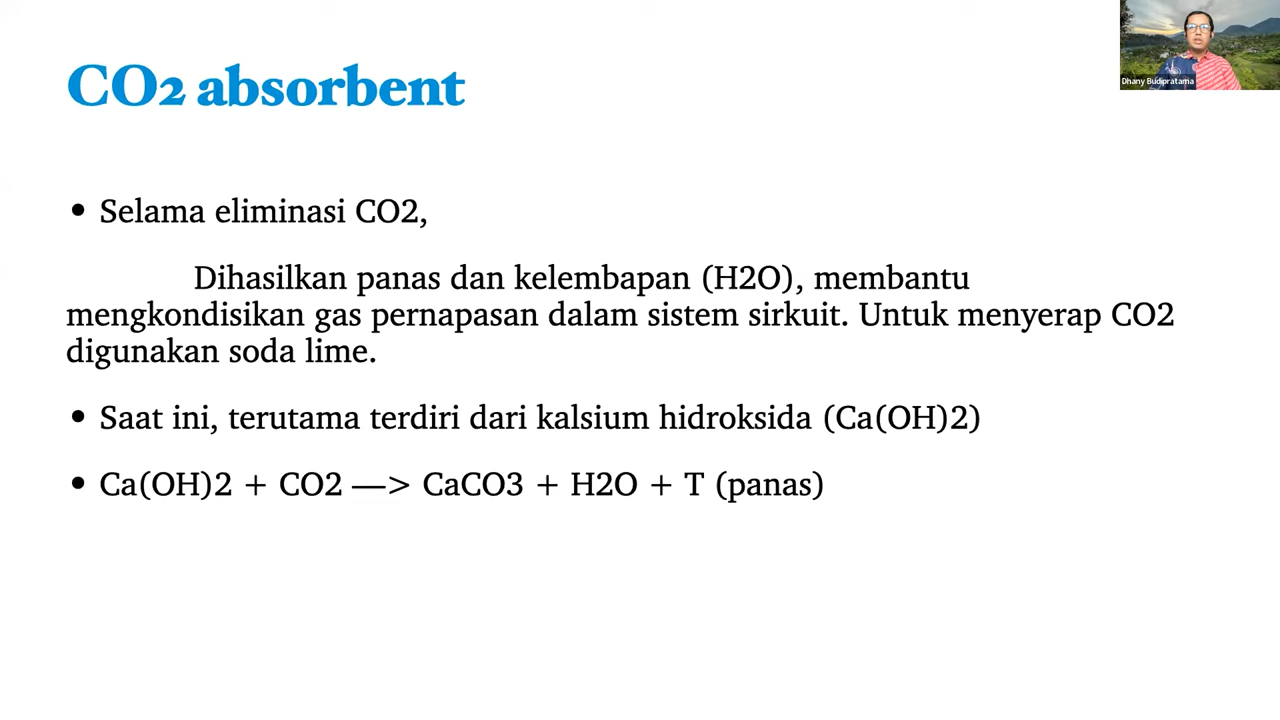 CO2 absorbent
Dhany Budipratama
• Selama eliminasi CO2,
Dihasilkan panas dan kelembapan (H2O), membantu
mengkondisikan gas pernapasan dalam sistem sirkuit. Untuk menyerap CO2
digunakan soda lime.
• Saat ini, terutama terdiri dari kalsium hidroksida (Ca(OH)2)
• Ca(OH)2 + CO2 —> CaCO3 + H2O + T (panas)